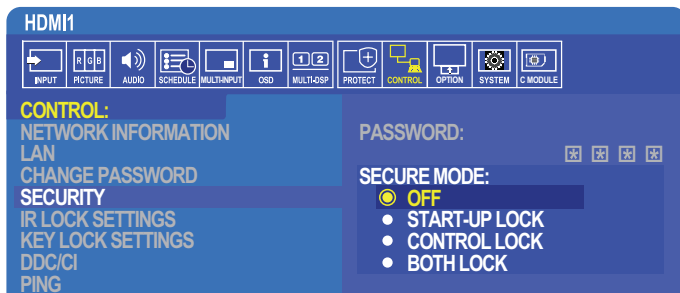 HDMI1
INPUT PICTURE AUDIO SCHEDULE MULTI-INPUT OSD MULTI-DSP PROTECT CONTROL OPTION SYSTEM C MODULE
R G B
1 2
CONTROL:
NETWORK INFORMATION
LAN
CHANGE PASSWORD
SECURITY
IR LOCK SETTINGS
KEY LOCK SETTINGS
DDC/CI
PING
PASSWORD:
* * * *
SECURE MODE:
OFF
START-UP LOCK
CONTROL LOCK
BOTH LOCK